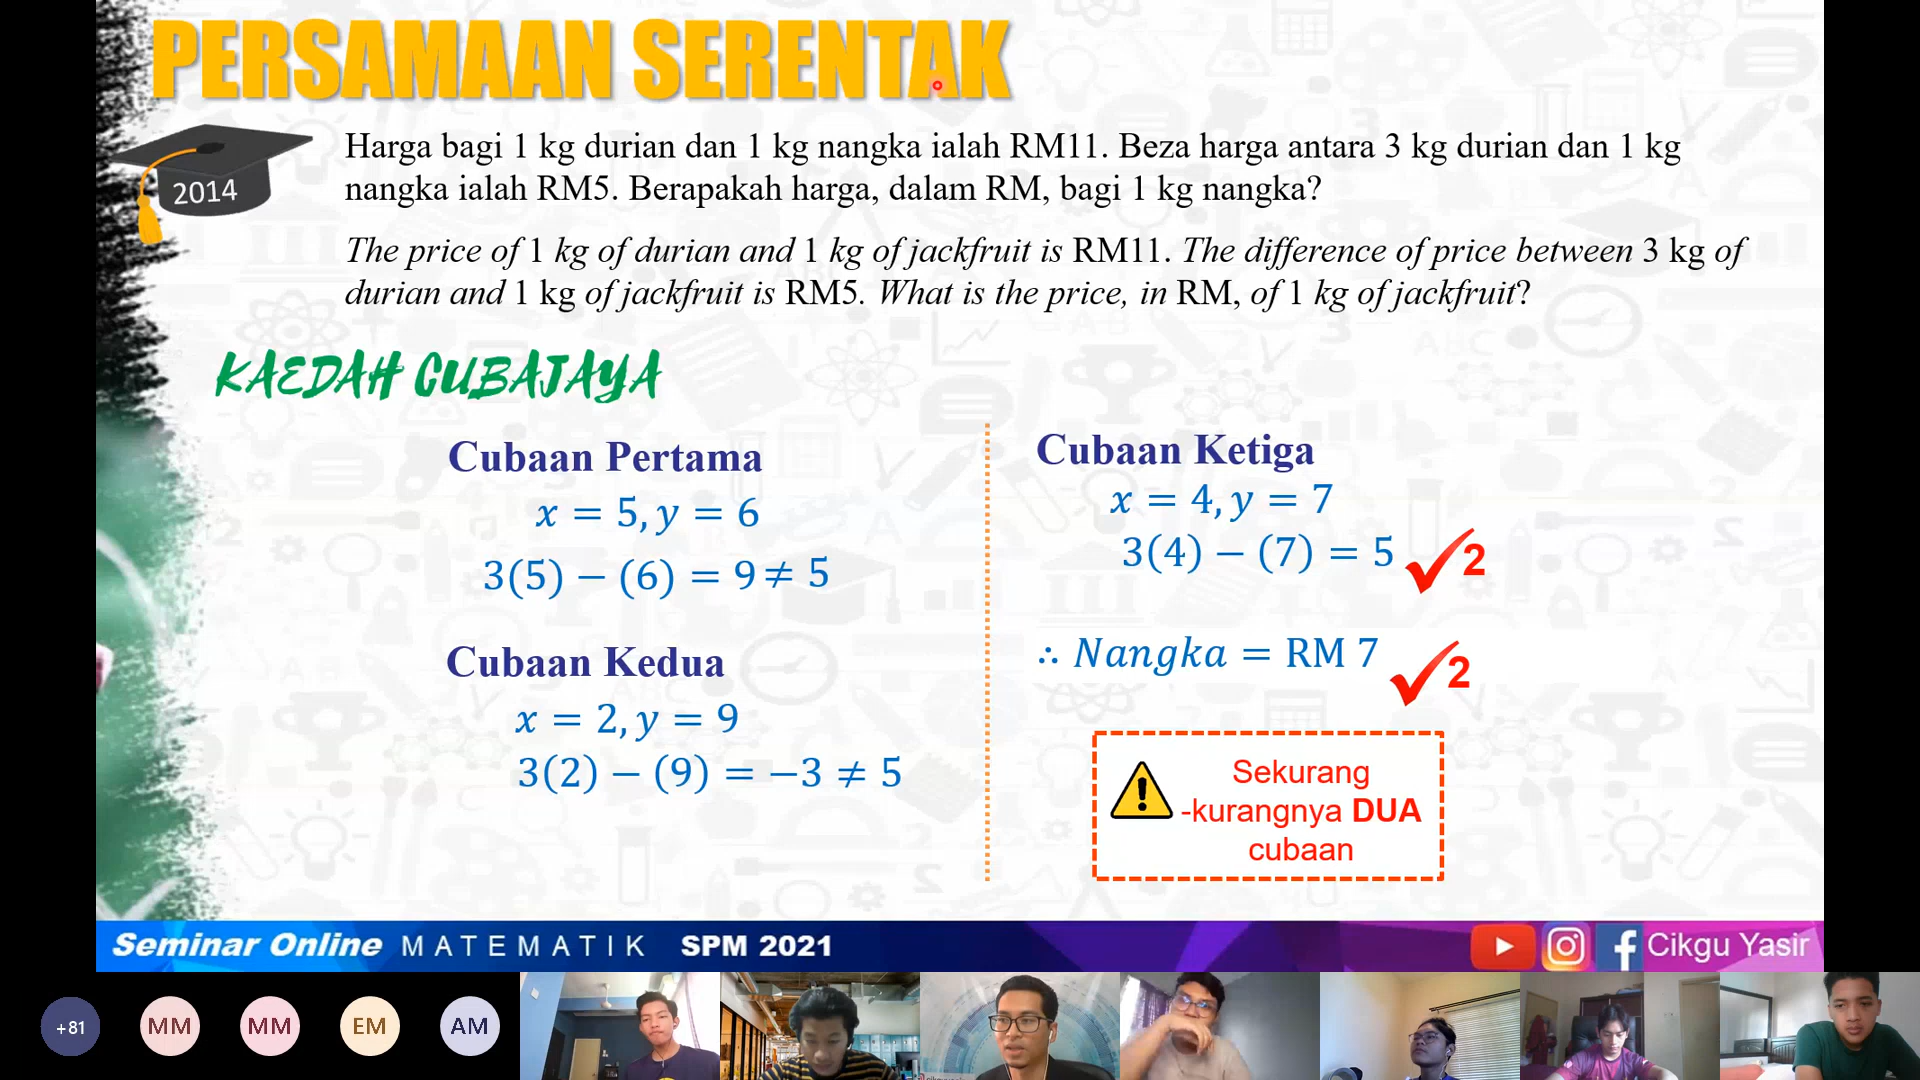 PERSAMAAN SERENTAK
2014
Harga bagi 1 kg durian dan 1 kg nangka ialah RM11. Beza harga antara 3 kg durian dan 1 kg
nangka ialah RM5. Berapakah harga, dalam RM, bagi 1 kg nangka?
The price of 1 kg of durian and 1 kg of jackfruit is RM11. The difference of price between 3 kg of
durian and 1 kg of jackfruit is RM5. What is the price, in RM, of 1 kg of jackfruit?
KAEDAH CUBAJAYA
Cubaan Pertama
x = 5, y = 6
3(5) − (6) = 9 ≠ 5
Cubaan Kedua
x = 2, y = 9
3(2) − (9) = −3 ≠ 5
Cubaan Ketiga
x = 4, y = 7
3(4) − (7) = 5 ✓2
∴ Nangka = RM 7 ✓2
Sekurang
-kurangnya DUA
cubaan
Seminar Online MATEMATIK SPM 2021
Cikgu Yasir
+81 MM MM EM AM